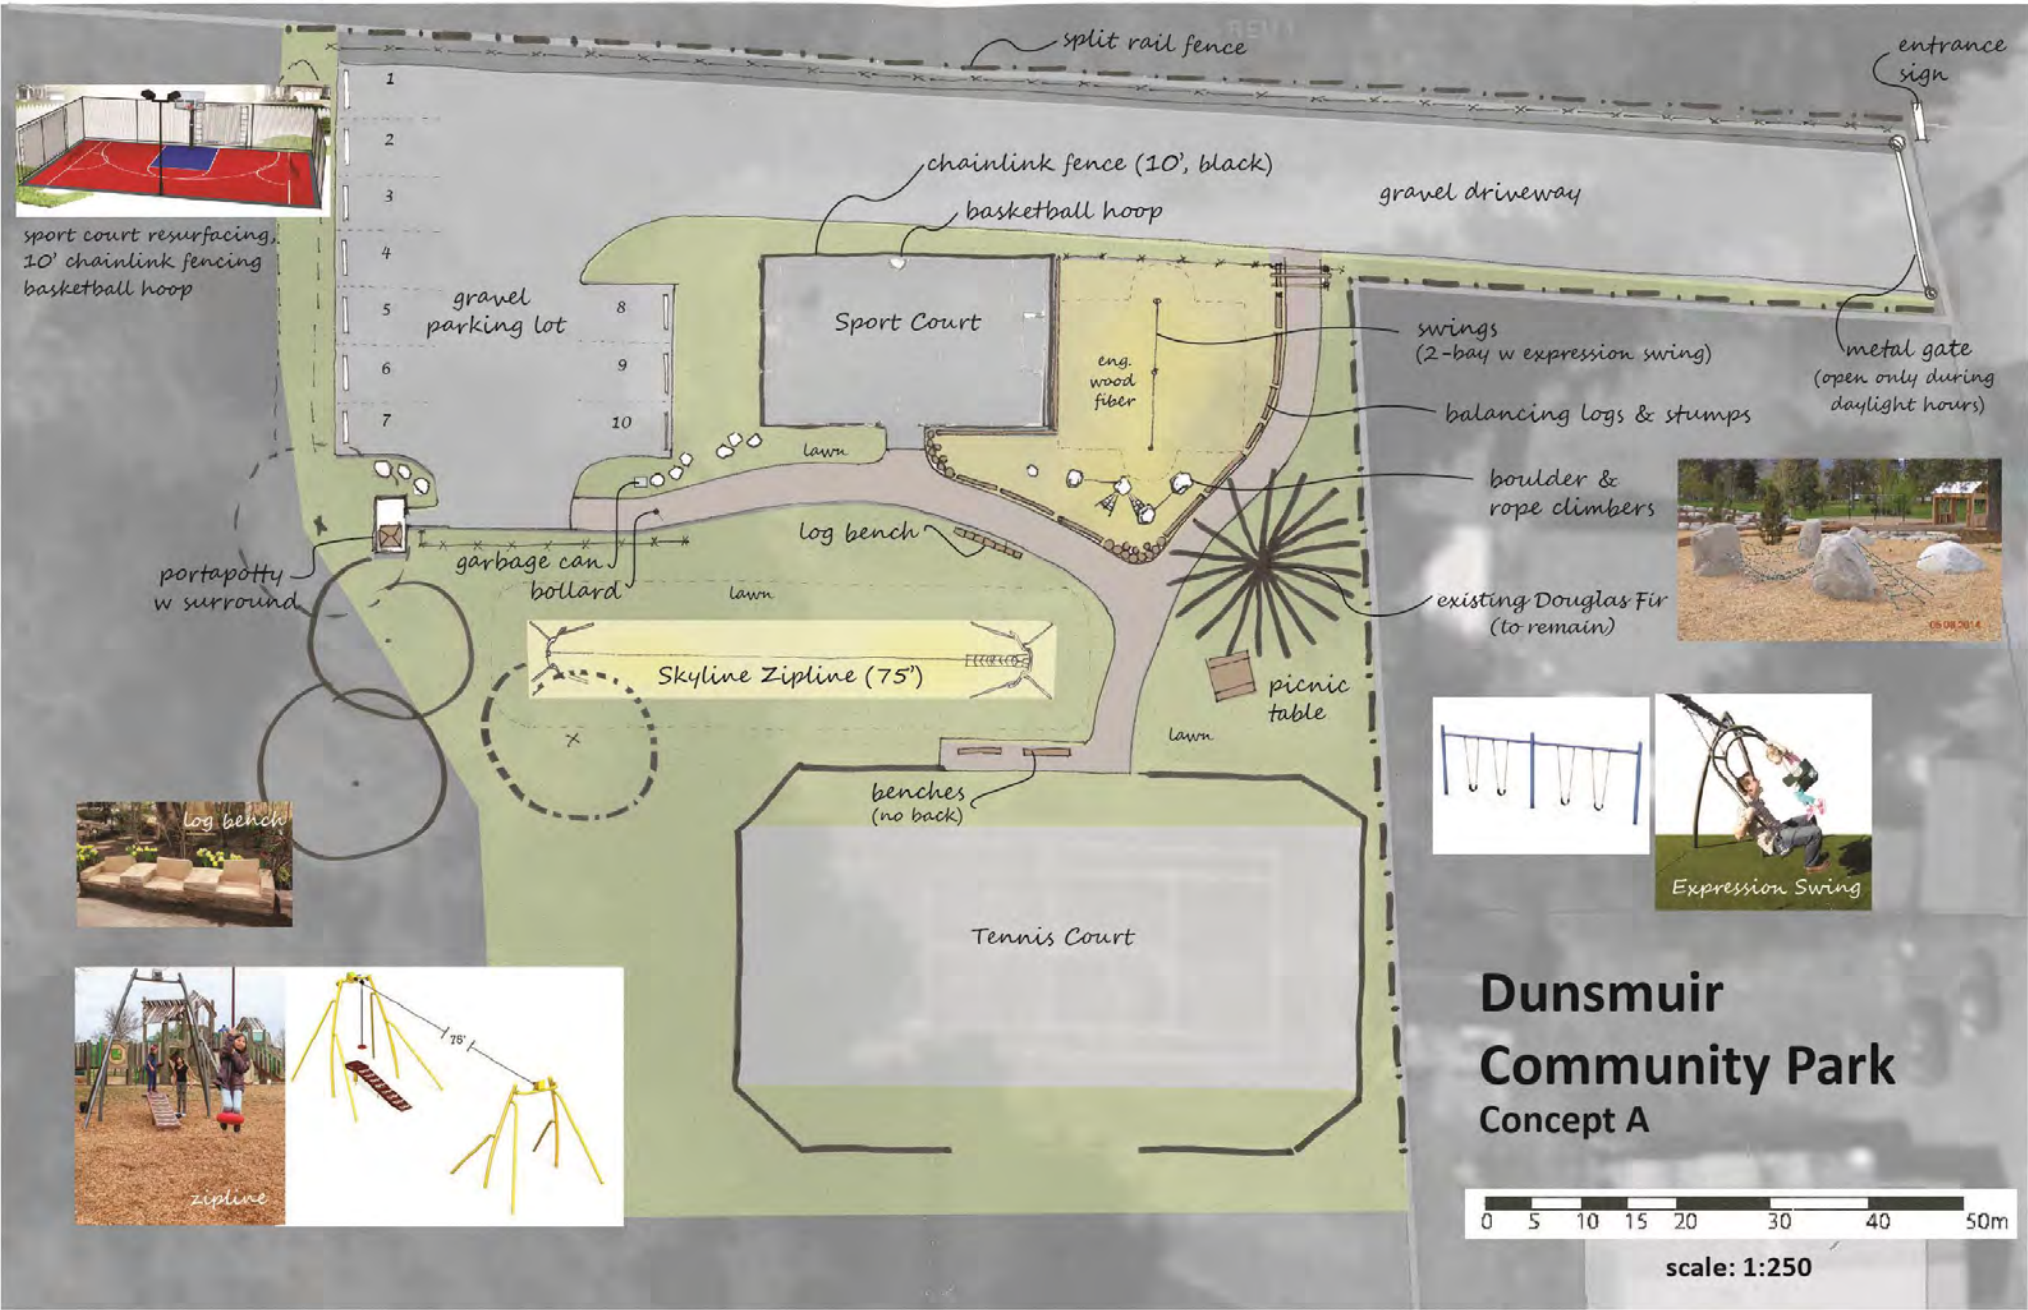 split rail fence
entrance
sign
1
2
3
4
5
6
7
8
9
10
chainlink fence (10', black)
basketball hoop
gravel driveway
sport court resurfacing,
10' chainlink fencing
basketball hoop
gravel
parking lot
Sport Court
eng.
wood
fiber
swings
(2-bay w expression swing)
metal gate
(open only during
daylight hours)
balancing logs & stumps
lawn
boulder &
rope climbers
log bench
garbage can
bollard
portapotty
w surround
lawn
existing Douglas Fir
(to remain)
05.08.2014
Skyline Zipline (75')
picnic
table
lawn
benches
(no back)
log bench
Expression Swing
Tennis Court
75'
zipline
Dunsmuir
Community Park
Concept A
0 5 10 15 20 30 40 50m
scale: 1:250